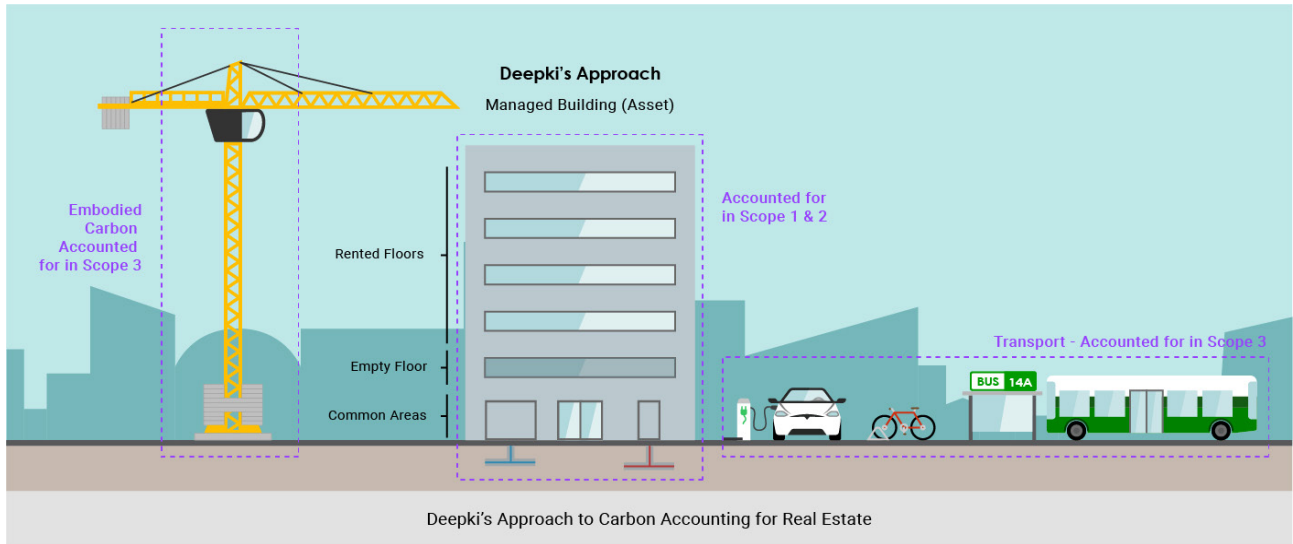 Deepki's Approach
Managed Building (Asset)
Embodied
Carbon
Accounted
for in Scope 3
Rented Floors
Empty Floor
Common Areas
Accounted for
in Scope 1 & 2
Transport - Accounted for in Scope 3
BUS 14A
Deepki's Approach to Carbon Accounting for Real Estate